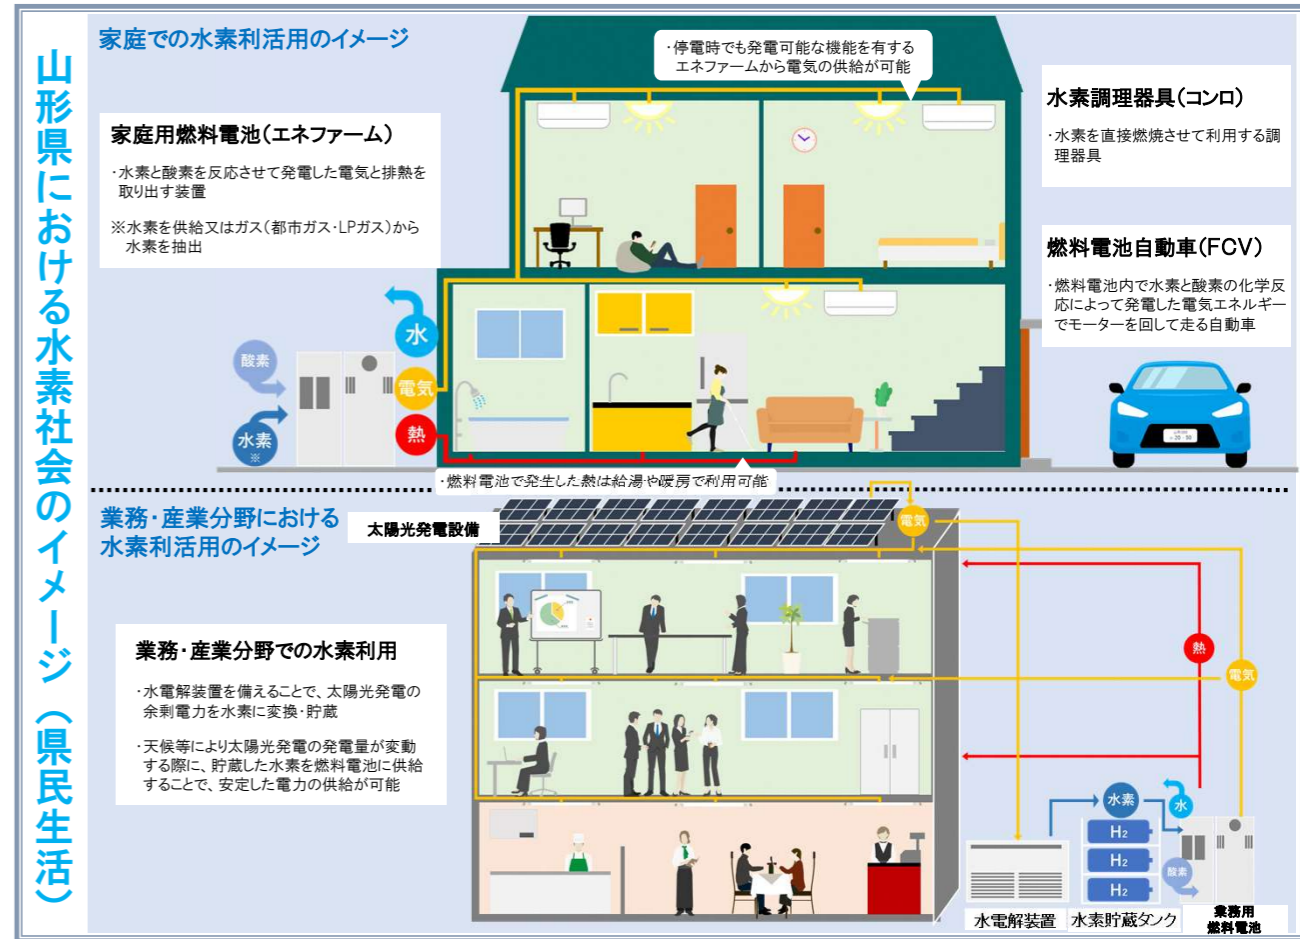 山形県における水素社会のイメージ（県民生活）
家庭での水素利活用のイメージ
・停電時でも発電可能な機能を有する
エネファームから電気の供給が可能
家庭用燃料電池（エネファーム）
・水素と酸素を反応させて発電した電気と排熱を
取り出す装置
※水素を供給又はガス（都市ガス・LPガス）から
水素を抽出
水素調理器具（コンロ）
・水素を直接燃焼させて利用する調
理器具
燃料電池自動車（FCV）
・燃料電池内で水素と酸素の化学反
応によって発電した電気エネルギー
でモーターを回して走る自動車
水
酸素
電気
水素
※
熱
・燃料電池で発生した熱は給湯や暖房で利用可能
業務・産業分野における
水素利活用のイメージ
太陽光発電設備
電気
業務・産業分野での水素利用
・水電解装置を備えることで、太陽光発電の
余剰電力を水素に変換・貯蔵
・天候等により太陽光発電の発電量が変動
する際に、貯蔵した水素を燃料電池に供給
することで、安定した電力の供給が可能
熱
電気
水素
水
H2
H2
H2
酸素
水電解装置
水素貯蔵タンク
業務用
燃料電池